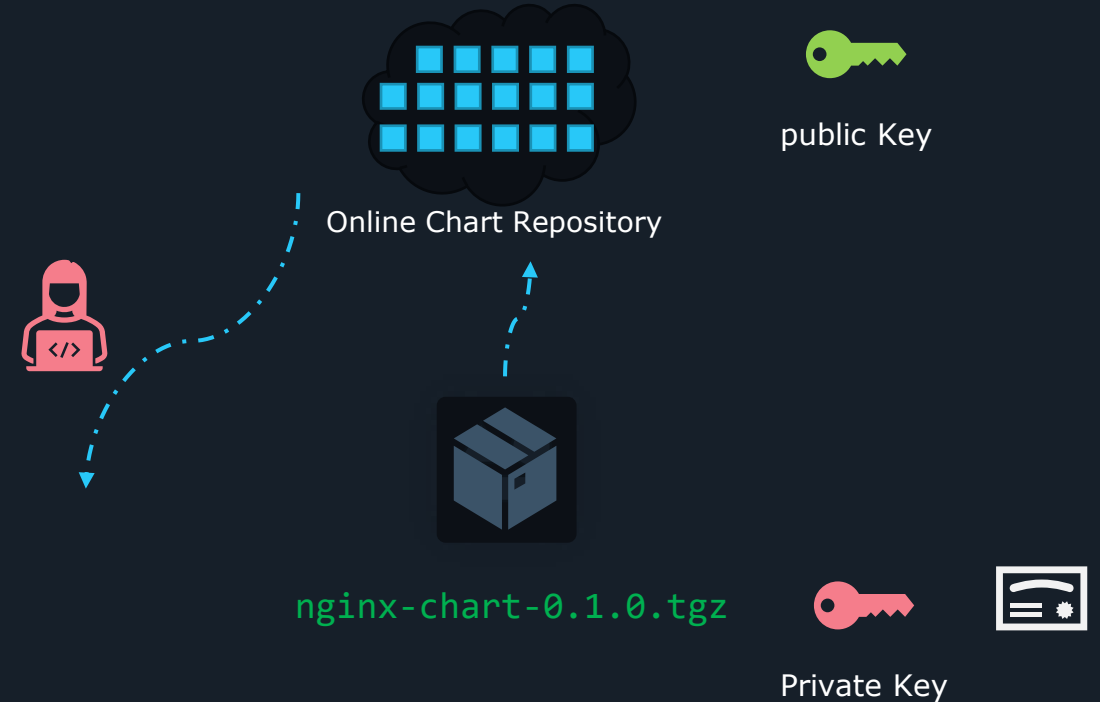 public Key
Online Chart Repository
</>
nginx-chart-0.1.0.tgz
Private Key